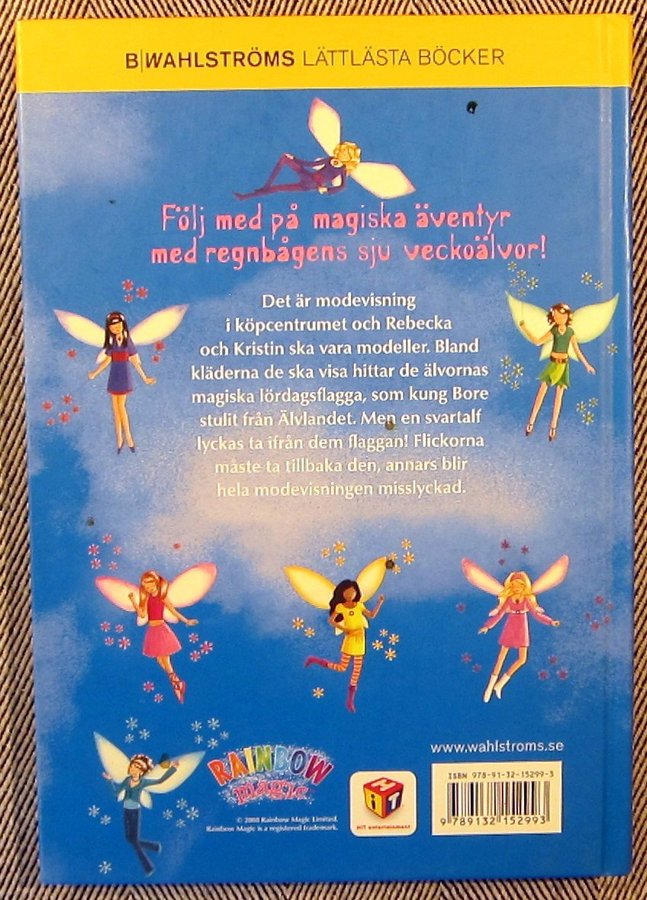 B|WAHLSTRÖMS LÄTTLÄSTA BÖCKER
Följ med på magiska äventyr
med regnbågens sju veckoälvor!
Det är modevisning
i köpcentrumet och Rebecka
och Kristin ska vara modeller. Bland
kläderna de ska visa hittar de älvornas
magiska lördagsflagga, som kung Bore
stulit från Älvlandet. Men en svartalf
lyckas ta ifrån dem flaggan! Flickorna
måste ta tillbaka den, annars blir
hela modevisningen misslyckad.
www.wahlstroms.se
RAINBOW
magic
© 2008 Rainbow Magic Limited.
Rainbow Magic is a registered trademark.
HiT
HiT entertainment
ISBN 978-91-32-15299-3
9 789132 152993